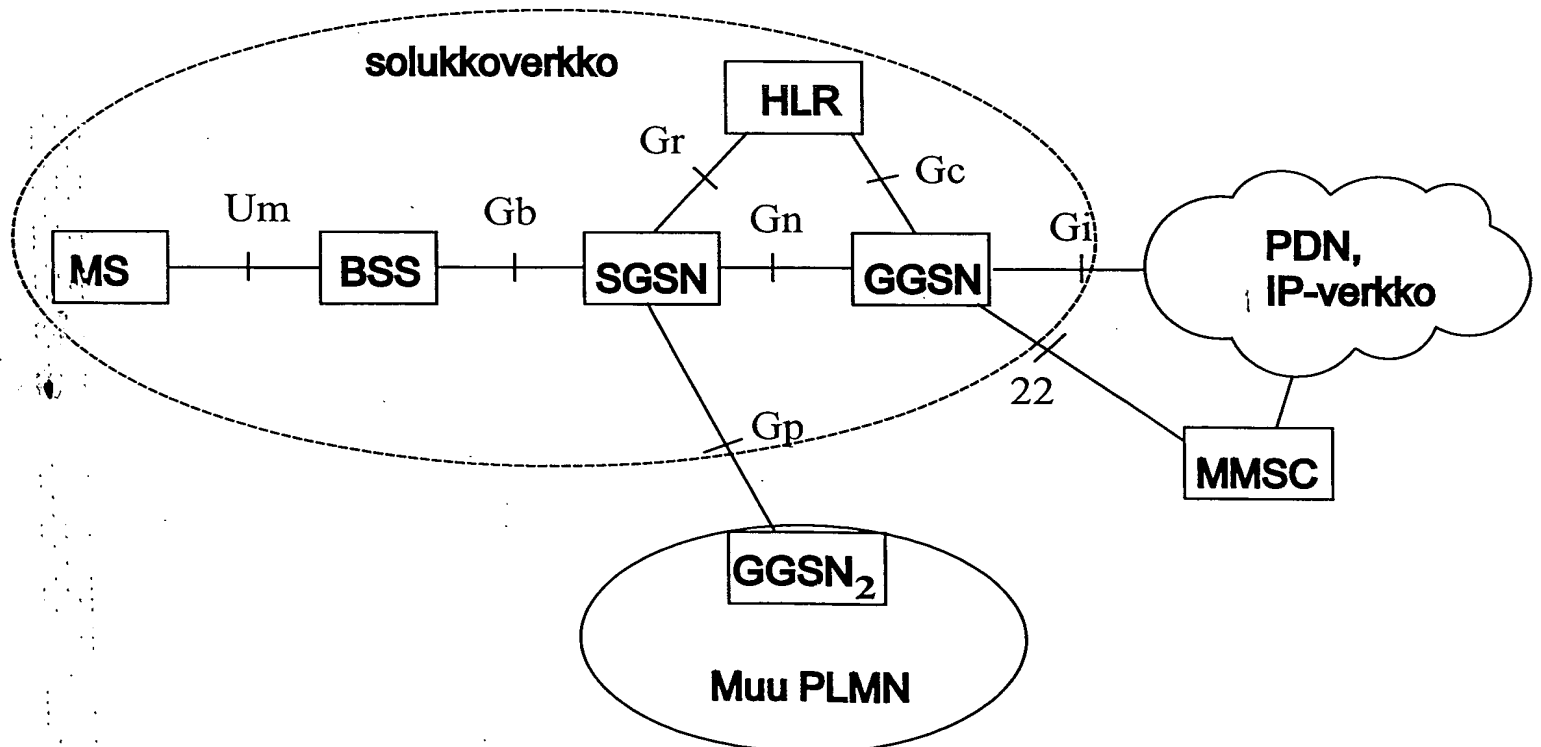 solukkoverkko
HLR
Gr
Gc
Um
Gb
Gn
Gi
MS
BSS
SGSN
GGSN
PDN,
IP-verkko
22
Gp
MMSC
GGSN2
Muu PLMN